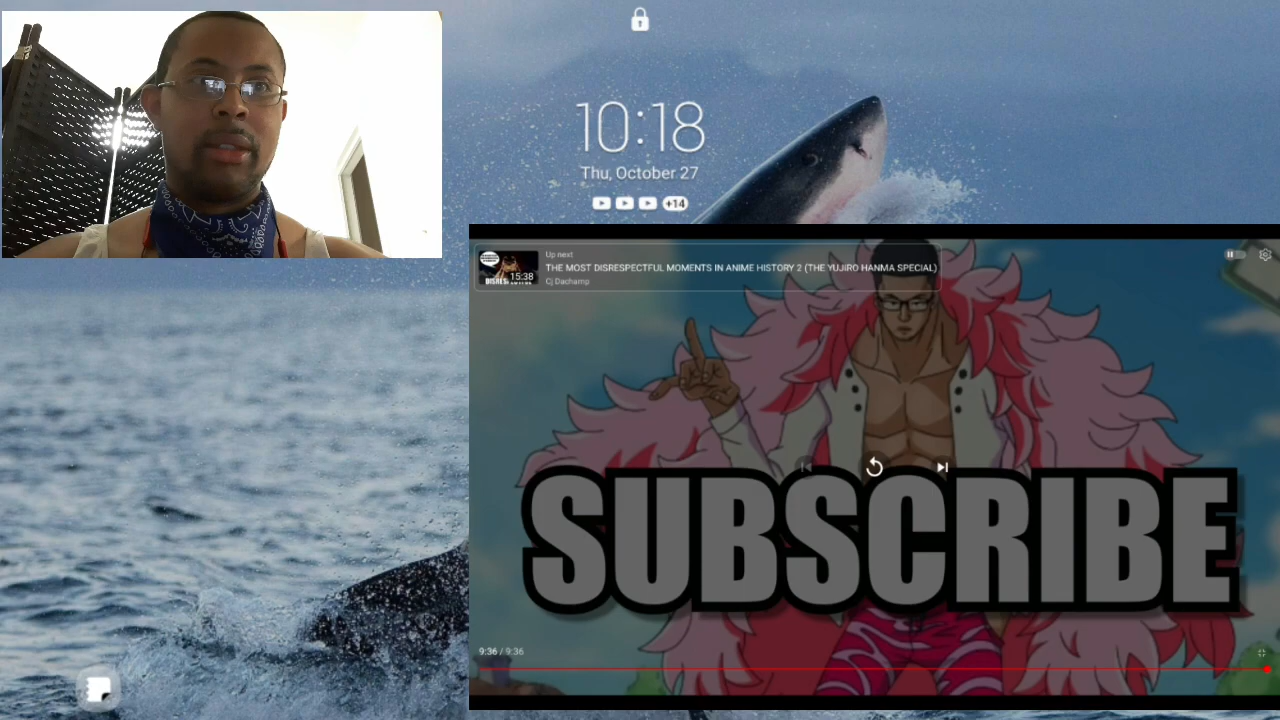 10:18
Thu, October 27
+14
Up next
THE MOST DISRESPECTFUL MOMENTS IN ANIME HISTORY 2 (THE YUJIRO HANMA SPECIAL)
Cj Dachamp
15:38
SUBSCRIBE
9:36 / 9:36